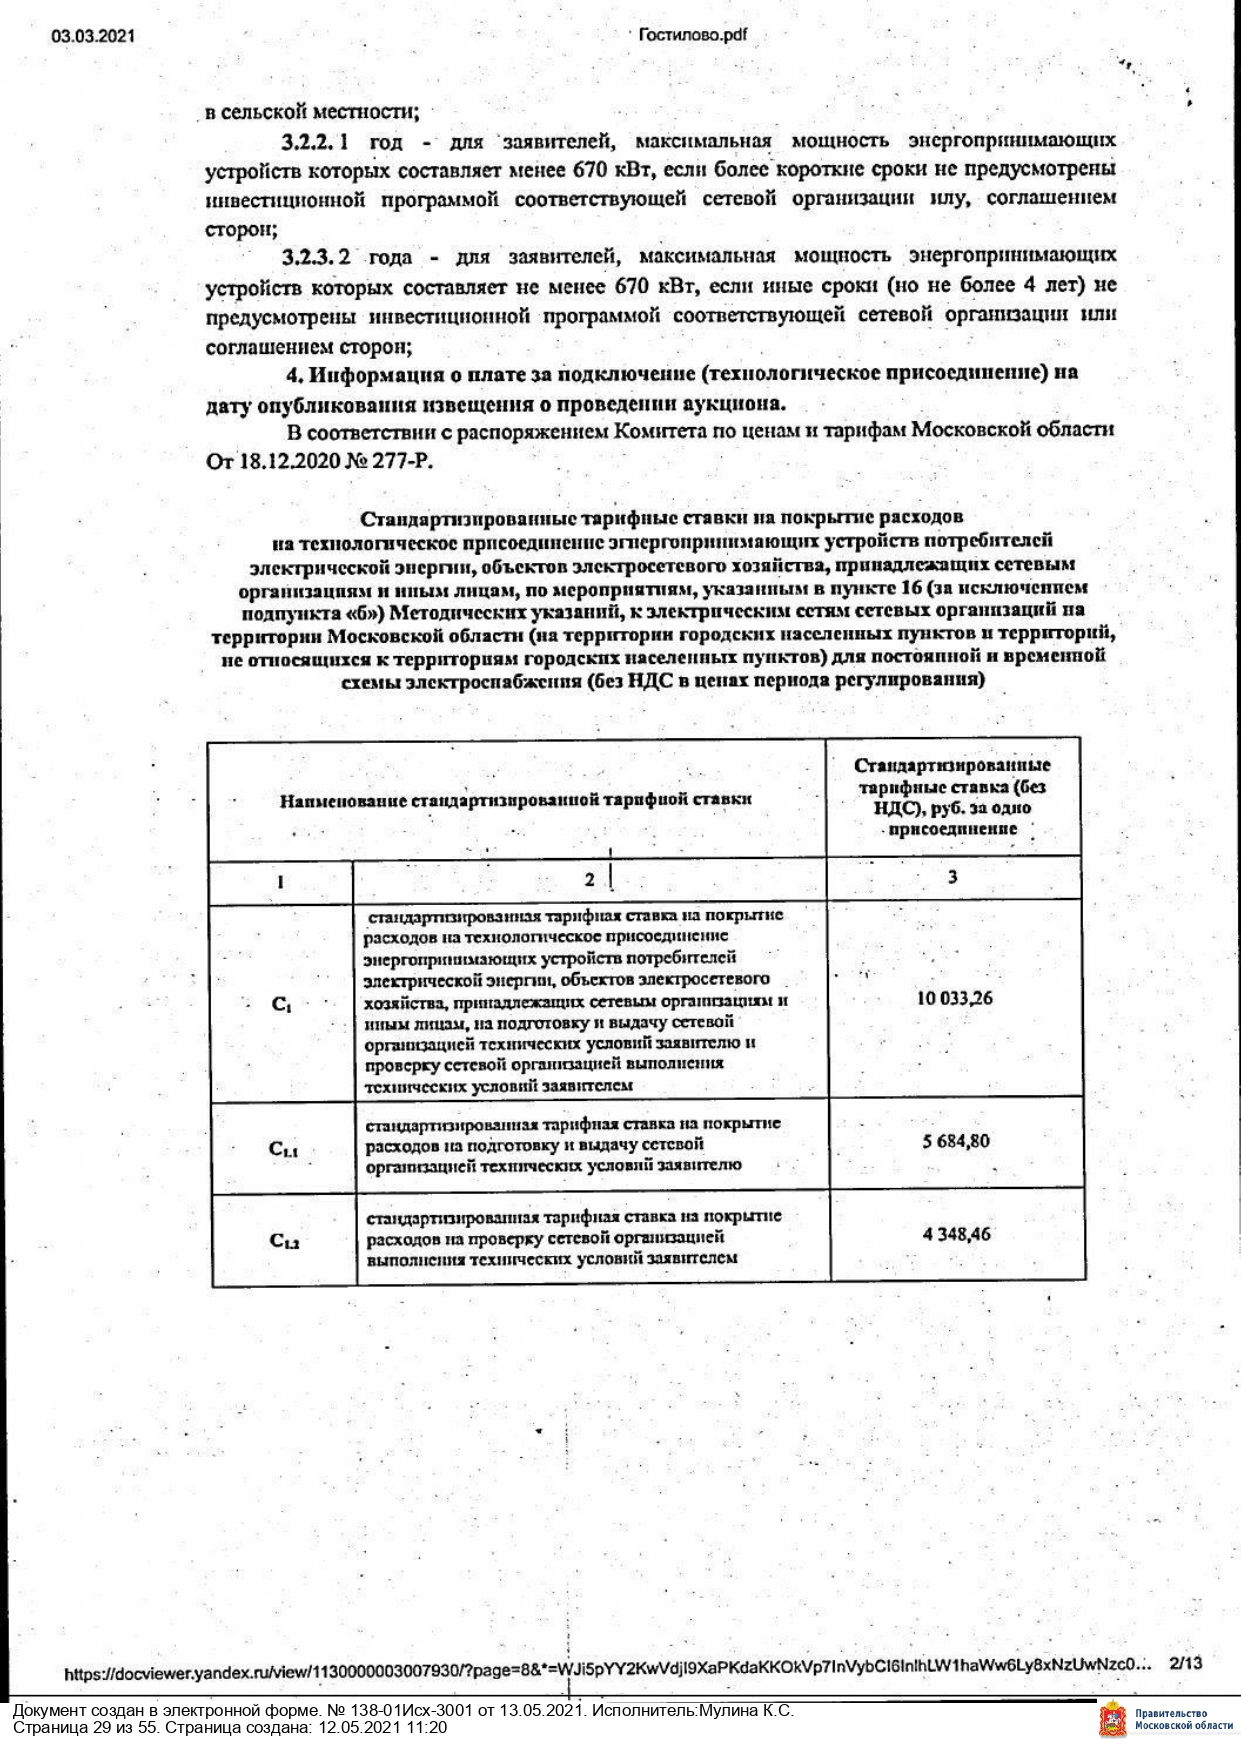 03.03.2021
Гостилово.pdf
в сельской местности;
3.2.2. 1 год - для заявителей, максимальная мощность энергопринимающих
устройств которых составляет менее 670 кВт, если более короткие сроки не предусмотрены
инвестиционной программой соответствующей сетевой организации илу, соглашением
сторон;
3.2.3. 2 года - для заявителей, максимальная мощность энергопринимающих
устройств которых составляет не менее 670 кВт, если иные сроки (но не более 4 лет) не
предусмотрены инвестиционной программой соответствующей сетевой организации или
соглашением сторон;
4. Информация о плате за подключение (технологическое присоединение) на
дату опубликования извещения о проведении аукциона.
В соответствии с распоряжением Комитета по ценам и тарифам Московской области
От 18.12.2020 № 277-Р.
Стандартизированные тарифные ставки на покрытие расходов
на технологическое присоединение энергопринимающих устройств потребителей
электрической энергии, объектов электросетевого хозяйства, принадлежащих сетевым
организациям и иным лицам, по мероприятиям, указанным в пункте 16 (за исключением
подпункта «б») Методических указаний, к электрическим сетям сетевых организаций на
территории Московской области (на территории городских населенных пунктов и территорий,
не относящихся к территориям городских населенных пунктов) для постоянной и временной
схемы электроснабжения (без НДС в ценах периода регулирования)
Наименование стандартизированной тарифной ставки
Стандартизированные
тарифные ставка (без
НДС), руб. за одно
присоединение
1
2
3
C1
стандартизированная тарифная ставка на покрытие
расходов на технологическое присоединение
энергопринимающих устройств потребителей
электрической энергии, объектов электросетевого
хозяйства, принадлежащих сетевым организациям и
иным лицам, на подготовку и выдачу сетевой
организацией технических условий заявителю и
проверку сетевой организацией выполнения
технических условий заявителем
10 033,26
C1.1
стандартизированная тарифная ставка на покрытие
расходов на подготовку и выдачу сетевой
организацией технических условий заявителю
5 684,80
C1.2
стандартизированная тарифная ставка на покрытие
расходов на проверку сетевой организацией
выполнения технических условий заявителем
4 348,46
https://docviewer.yandex.ru/view/1130000003007930/?page=8&*=WJi5pYY2KwVdjI9XaPKdaKKOkVp7InVybCI6InlhLW1haWw6Ly8xNzUwNzc0... 2/13
Документ создан в электронной форме. № 138-01Исх-3001 от 13.05.2021. Исполнитель:Мулина К.С.
Страница 29 из 55. Страница создана: 12.05.2021 11:20
Правительство
Московской области